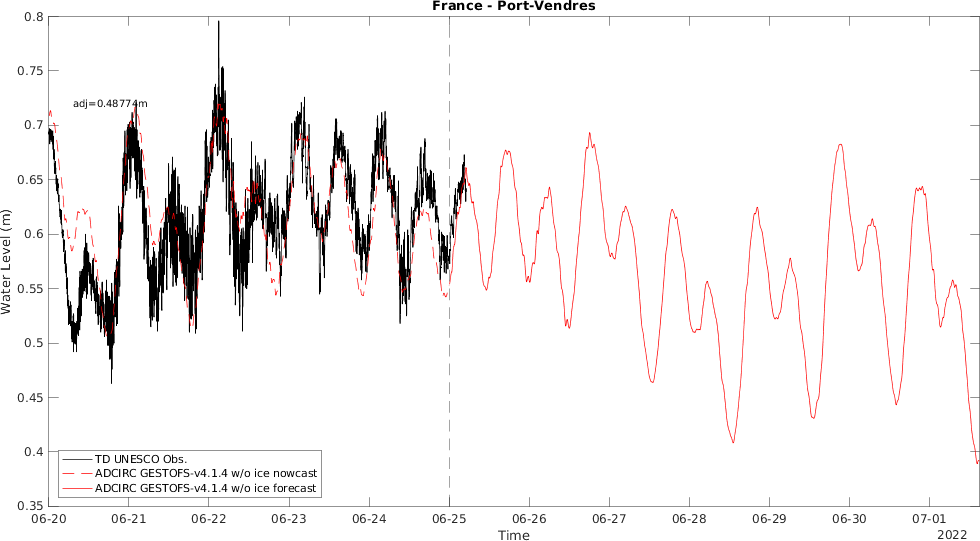 France - Port-Vendres
0.8
0.75
0.7
0.65
0.6
0.55
0.5
0.45
0.4
0.35
Water Level (m)
adj=0.48774m
TD UNESCO Obs.
ADCIRC GESTOFS-v4.1.4 w/o ice nowcast
ADCIRC GESTOFS-v4.1.4 w/o ice forecast
06-20 06-21 06-22 06-23 06-24 06-25 06-26 06-27 06-28 06-29 06-30 07-01
Time
2022